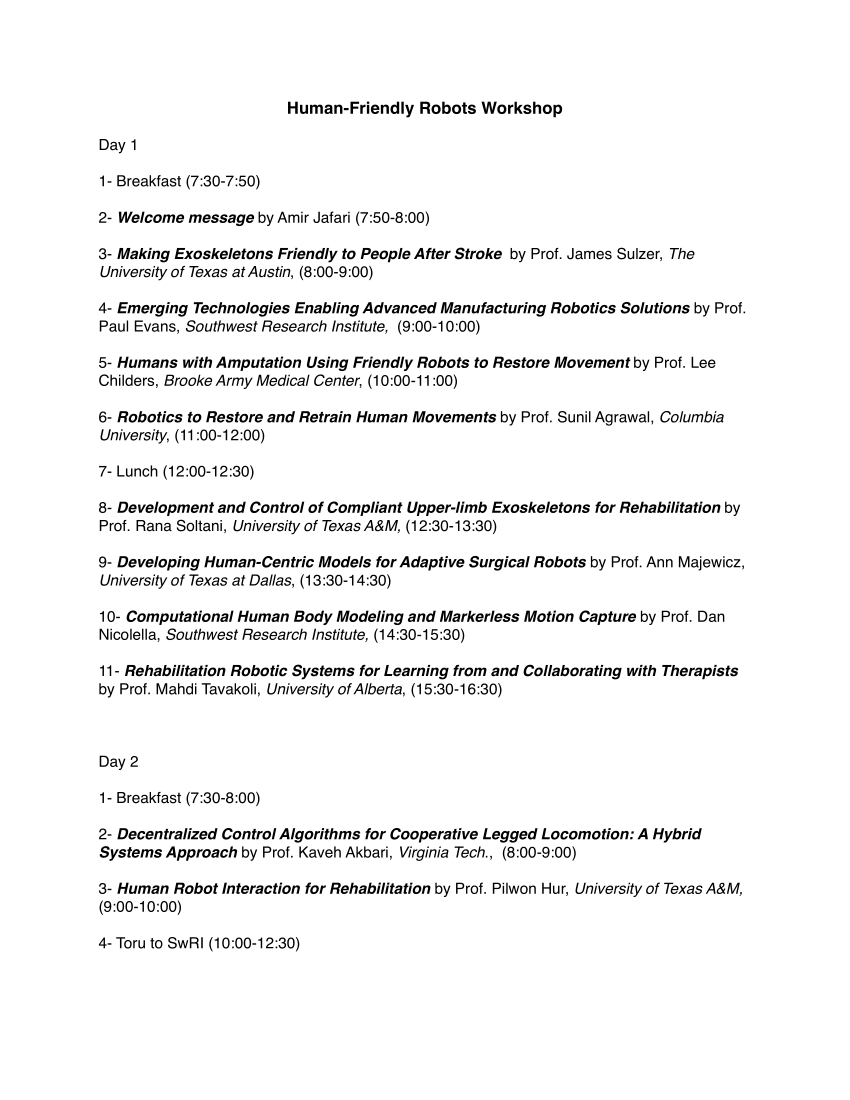 Human-Friendly Robots Workshop
Day 1
1- Breakfast (7:30-7:50)
2- Welcome message by Amir Jafari (7:50-8:00)
3- Making Exoskeletons Friendly to People After Stroke  by Prof. James Sulzer, The
University of Texas at Austin, (8:00-9:00)
4- Emerging Technologies Enabling Advanced Manufacturing Robotics Solutions by Prof.
Paul Evans, Southwest Research Institute,  (9:00-10:00)
5- Humans with Amputation Using Friendly Robots to Restore Movement by Prof. Lee
Childers, Brooke Army Medical Center, (10:00-11:00)
6- Robotics to Restore and Retrain Human Movements by Prof. Sunil Agrawal, Columbia
University, (11:00-12:00)
7- Lunch (12:00-12:30)
8- Development and Control of Compliant Upper-limb Exoskeletons for Rehabilitation by
Prof. Rana Soltani, University of Texas A&M, (12:30-13:30)
9- Developing Human-Centric Models for Adaptive Surgical Robots by Prof. Ann Majewicz,
University of Texas at Dallas, (13:30-14:30)
10- Computational Human Body Modeling and Markerless Motion Capture by Prof. Dan
Nicolella, Southwest Research Institute, (14:30-15:30)
11- Rehabilitation Robotic Systems for Learning from and Collaborating with Therapists
by Prof. Mahdi Tavakoli, University of Alberta, (15:30-16:30)
Day 2
1- Breakfast (7:30-8:00)
2- Decentralized Control Algorithms for Cooperative Legged Locomotion: A Hybrid
Systems Approach by Prof. Kaveh Akbari, Virginia Tech.,  (8:00-9:00)
3- Human Robot Interaction for Rehabilitation by Prof. Pilwon Hur, University of Texas A&M,
(9:00-10:00)
4- Toru to SwRI (10:00-12:30)